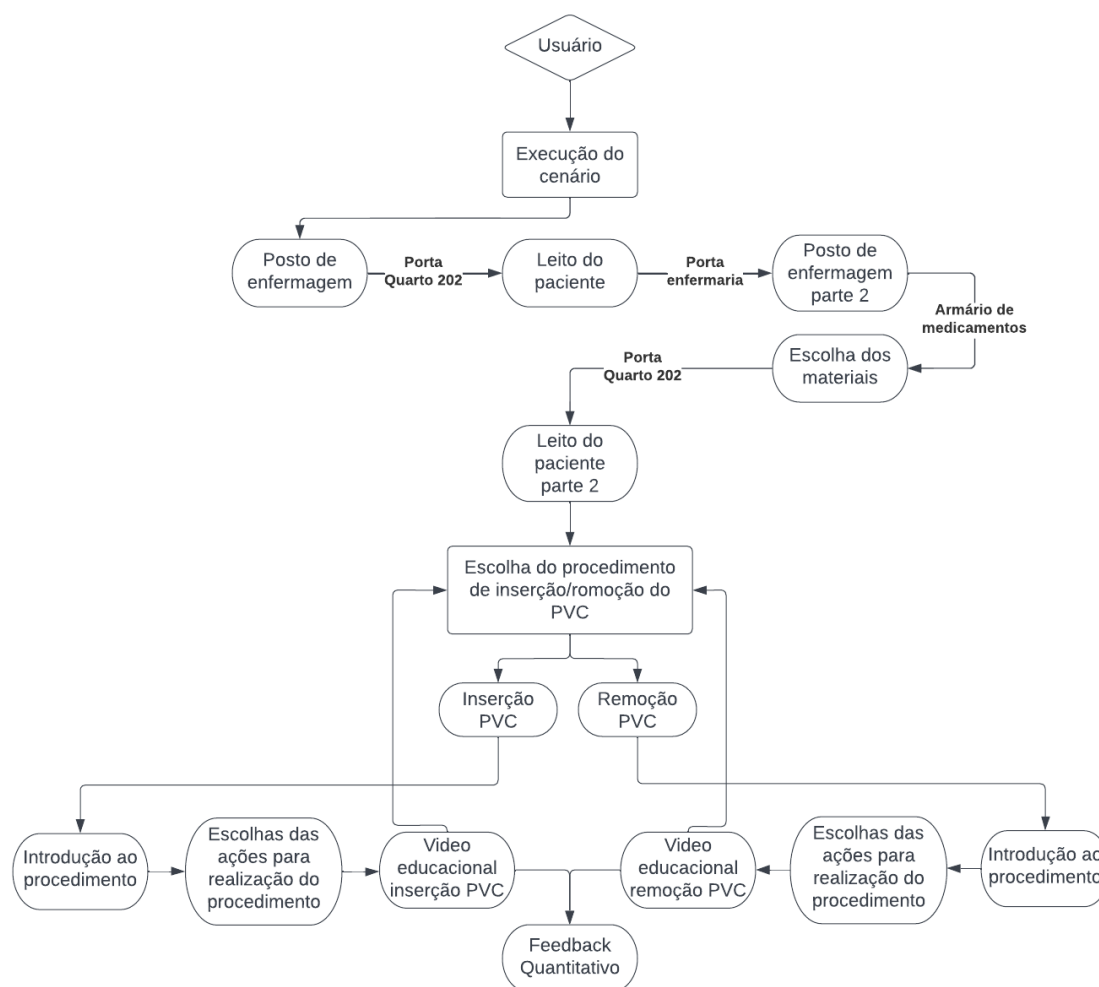 Usuário
Execução do
cenário
Posto de
enfermagem
Porta
Quarto 202
Leito do
paciente
Porta
enfermaria
Posto de
enfermagem
parte 2
Armário de
medicamentos
Escolha dos
materiais
Porta
Quarto 202
Leito do
paciente
parte 2
Escolha do procedimento
de inserção/romoção do
PVC
Inserção
PVC
Remoção
PVC
Introdução ao
procedimento
Escolhas das
ações para
realização do
procedimento
Video
educacional
inserção PVC
Video
educacional
remoção PVC
Escolhas das
ações para
realização do
procedimento
Introdução ao
procedimento
Feedback
Quantitativo